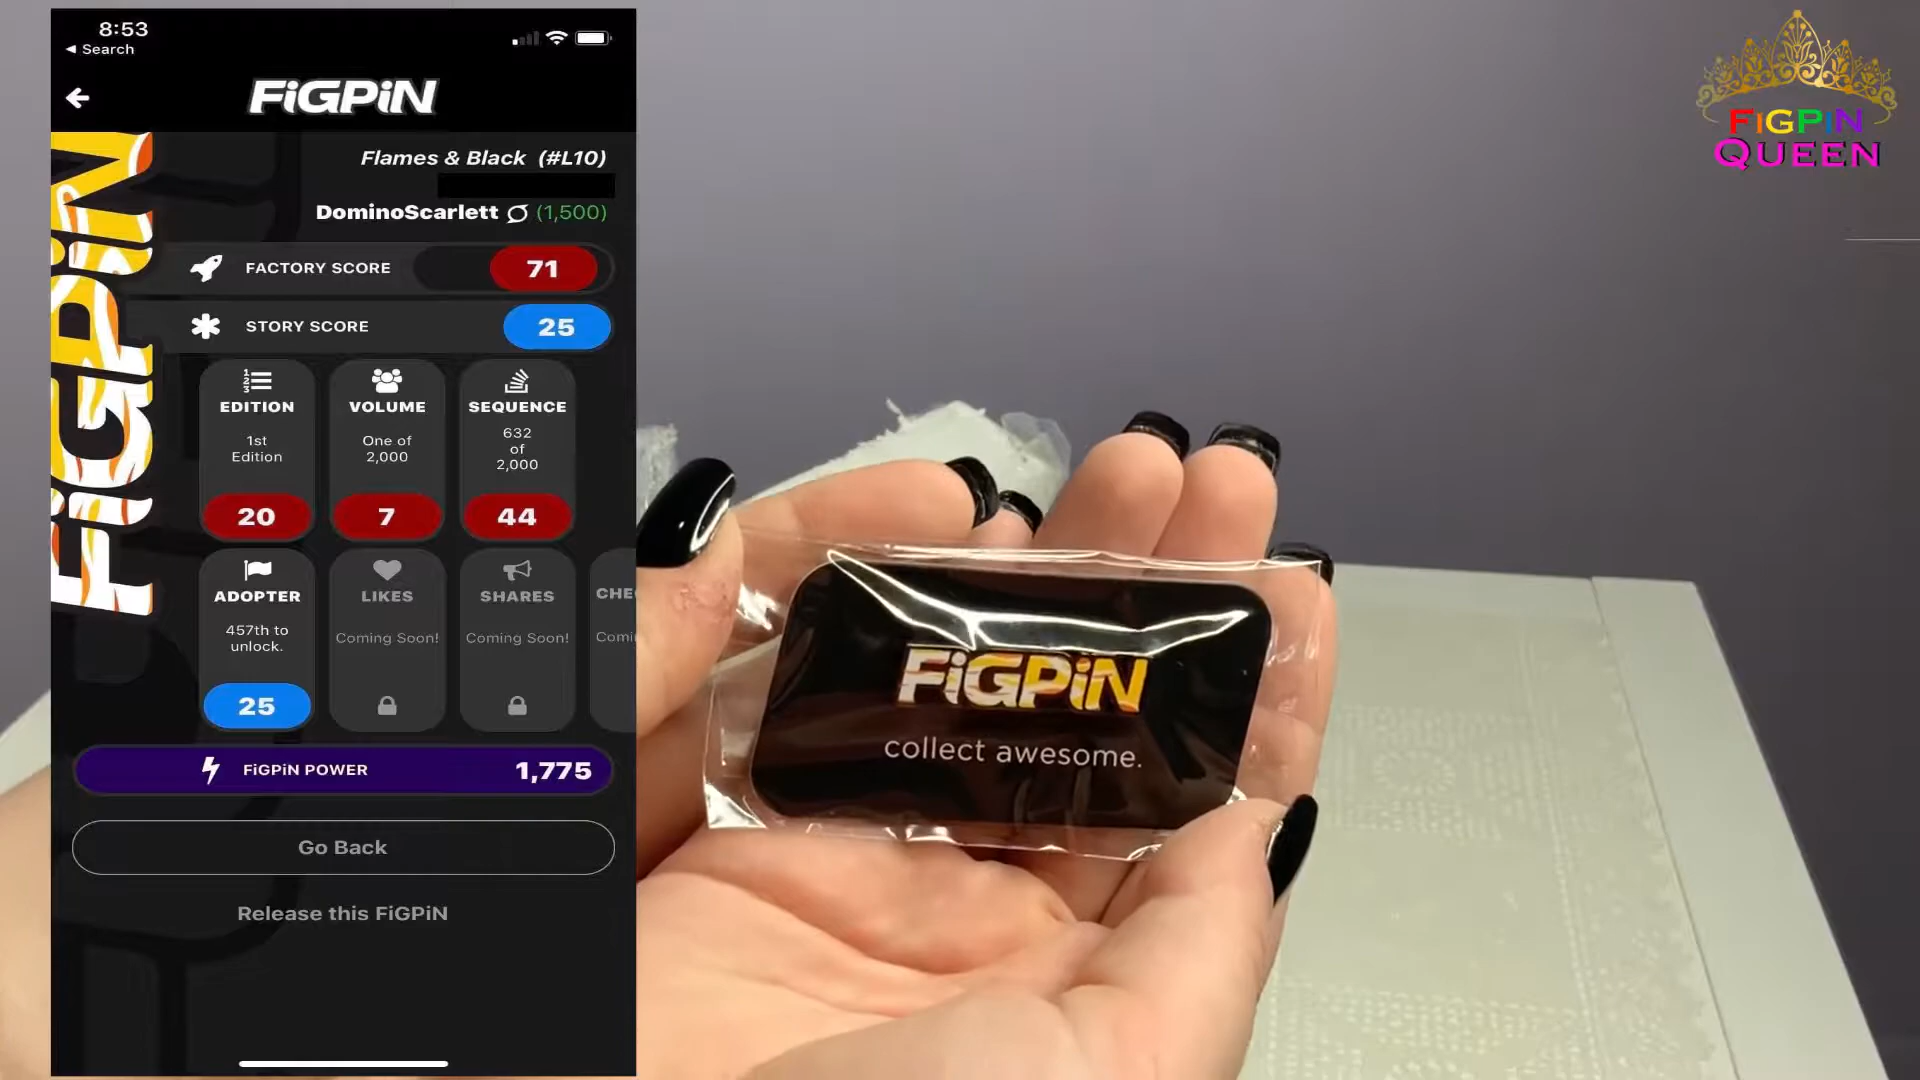 8:53
◄ Search
FiGPiN
FiGPiN
Flames & Black (#L10)
DominoScarlett (1,500)
FACTORY SCORE 71
STORY SCORE 25
EDITION
1st
Edition
20
VOLUME
One of
2,000
7
SEQUENCE
632
of
2,000
44
ADOPTER
457th to
unlock.
25
LIKES
Coming Soon!
SHARES
Coming Soon!
FiGPiN POWER 1,775
Go Back
Release this FiGPiN
FiGPiN
collect awesome.
FiGPiN
QUEEN